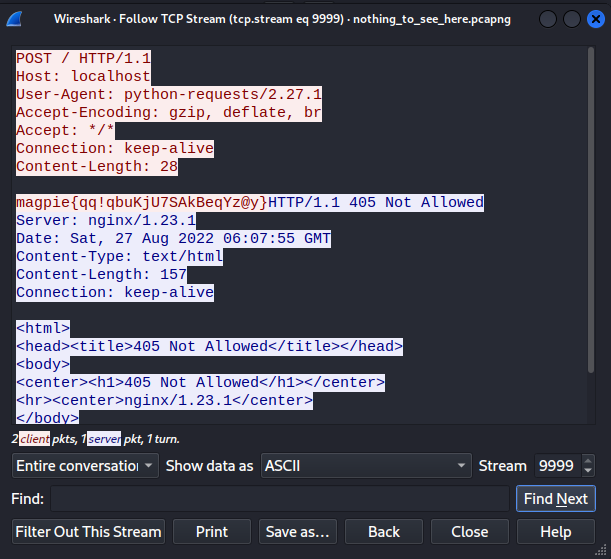 Wireshark · Follow TCP Stream (tcp.stream eq 9999) · nothing_to_see_here.pcapng
POST / HTTP/1.1
Host: localhost
User-Agent: python-requests/2.27.1
Accept-Encoding: gzip, deflate, br
Accept: */*
Connection: keep-alive
Content-Length: 28
magpie{qq!qbuKjU7SAkBeqYz@y}HTTP/1.1 405 Not Allowed
Server: nginx/1.23.1
Date: Sat, 27 Aug 2022 06:07:55 GMT
Content-Type: text/html
Content-Length: 157
Connection: keep-alive
<html>
<head><title>405 Not Allowed</title></head>
<body>
<center><h1>405 Not Allowed</h1></center>
<hr><center>nginx/1.23.1</center>
</body>
2 client pkts, 1 server pkt, 1 turn.
Entire conversation Show data as ASCII Stream 9999
Find: Find Next
Filter Out This Stream Print Save as... Back Close Help